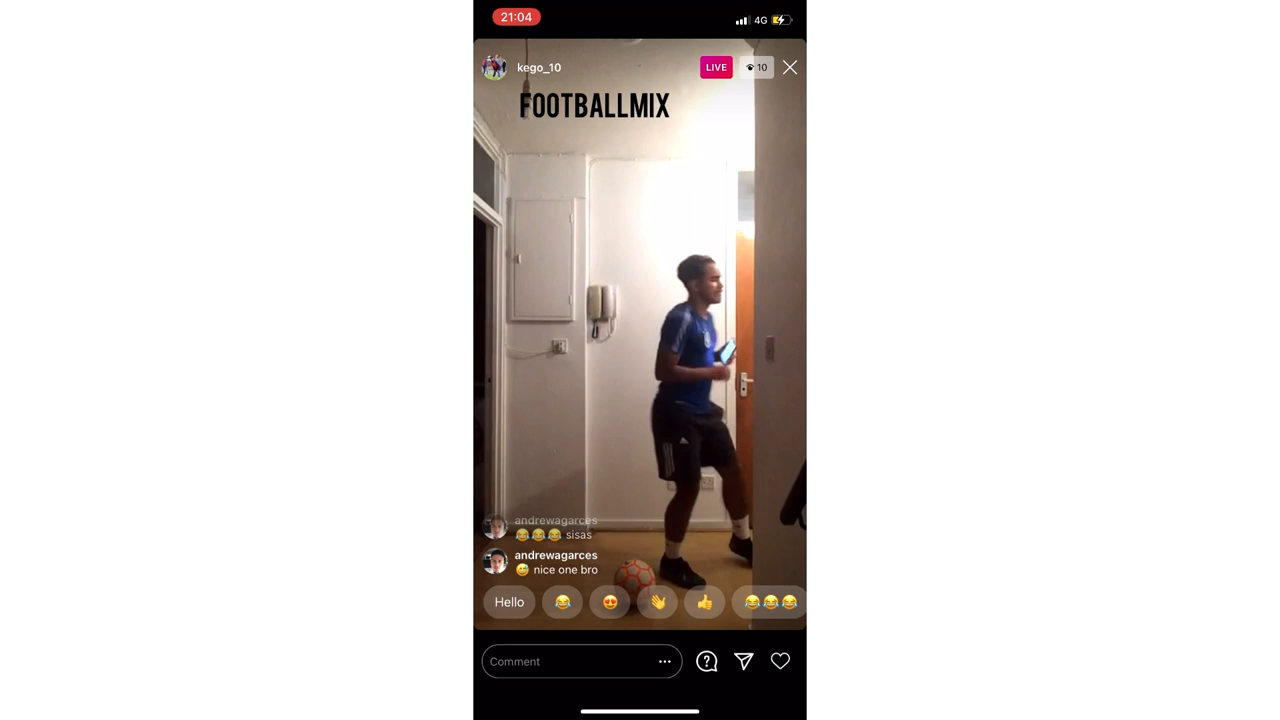 21:04
4G
kego_10
LIVE
10
FOOTBALLMIX
andrewagarces
😂😂😂 sisas
andrewagarces
😅 nice one bro
Hello
😂
😍
👋
👍
😂😂😂
Comment